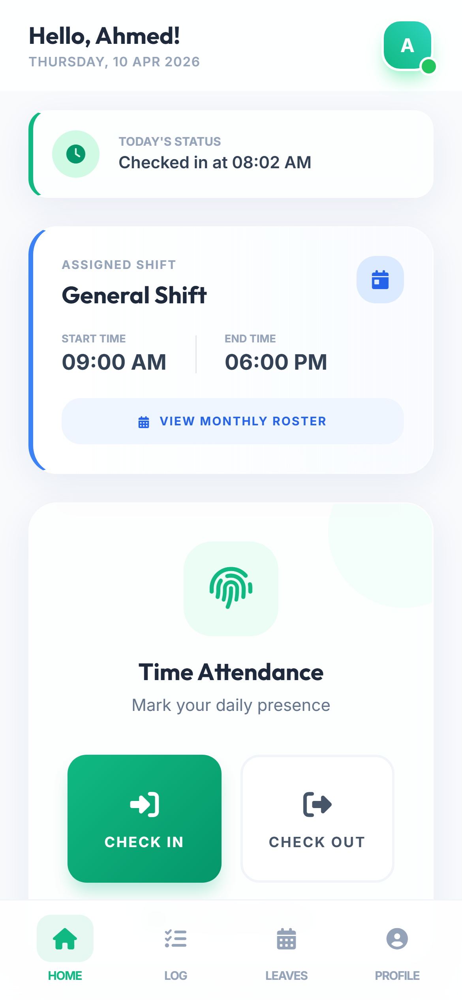 Hello, Ahmed!
THURSDAY, 10 APR 2026
A
TODAY'S STATUS
Checked in at 08:02 AM
ASSIGNED SHIFT
General Shift
START TIME
END TIME
09:00 AM
06:00 PM
VIEW MONTHLY ROSTER
Time Attendance
Mark your daily presence
CHECK IN
CHECK OUT
HOME
LOG
LEAVES
PROFILE